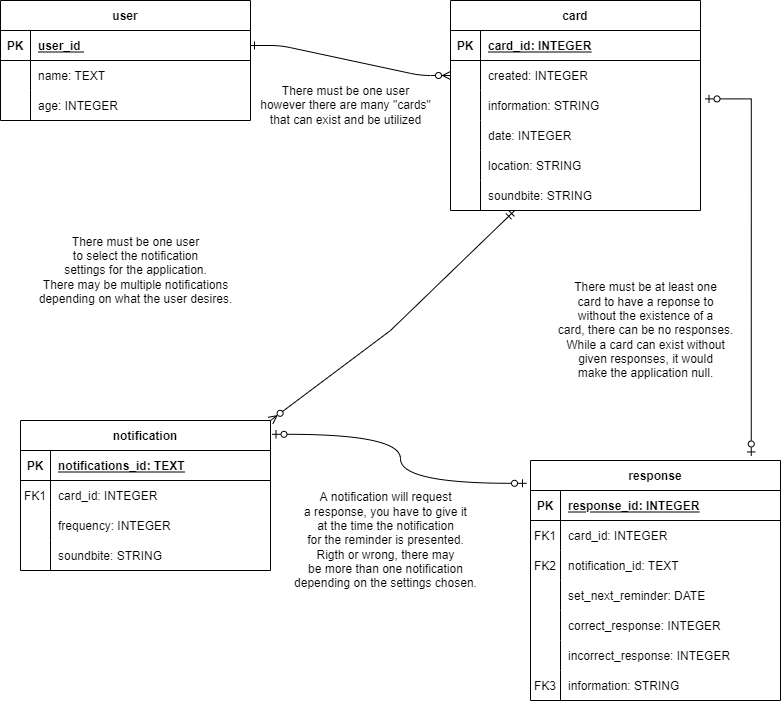 user
PK user_id
name: TEXT
age: INTEGER
There must be one user
however there are many "cards"
that can exist and be utilized
card
PK card_id: INTEGER
created: INTEGER
information: STRING
date: INTEGER
location: STRING
soundbite: STRING
There must be one user
to select the notification
settings for the application.
There may be multiple notifications
depending on what the user desires.
There must be at least one
card to have a reponse to
without the existence of a
card, there can be no responses.
While a card can exist without
given responses, it would
make the application null.
notification
PK notifications_id: TEXT
FK1 card_id: INTEGER
frequency: INTEGER
soundbite: STRING
A notification will request
a response, you have to give it
at the time the notification
for the reminder is presented.
Rigth or wrong, there may
be more than one notification
depending on the settings chosen.
response
PK response_id: INTEGER
FK1 card_id: INTEGER
FK2 notification_id: TEXT
set_next_reminder: DATE
correct_response: INTEGER
incorrect_response: INTEGER
FK3 information: STRING